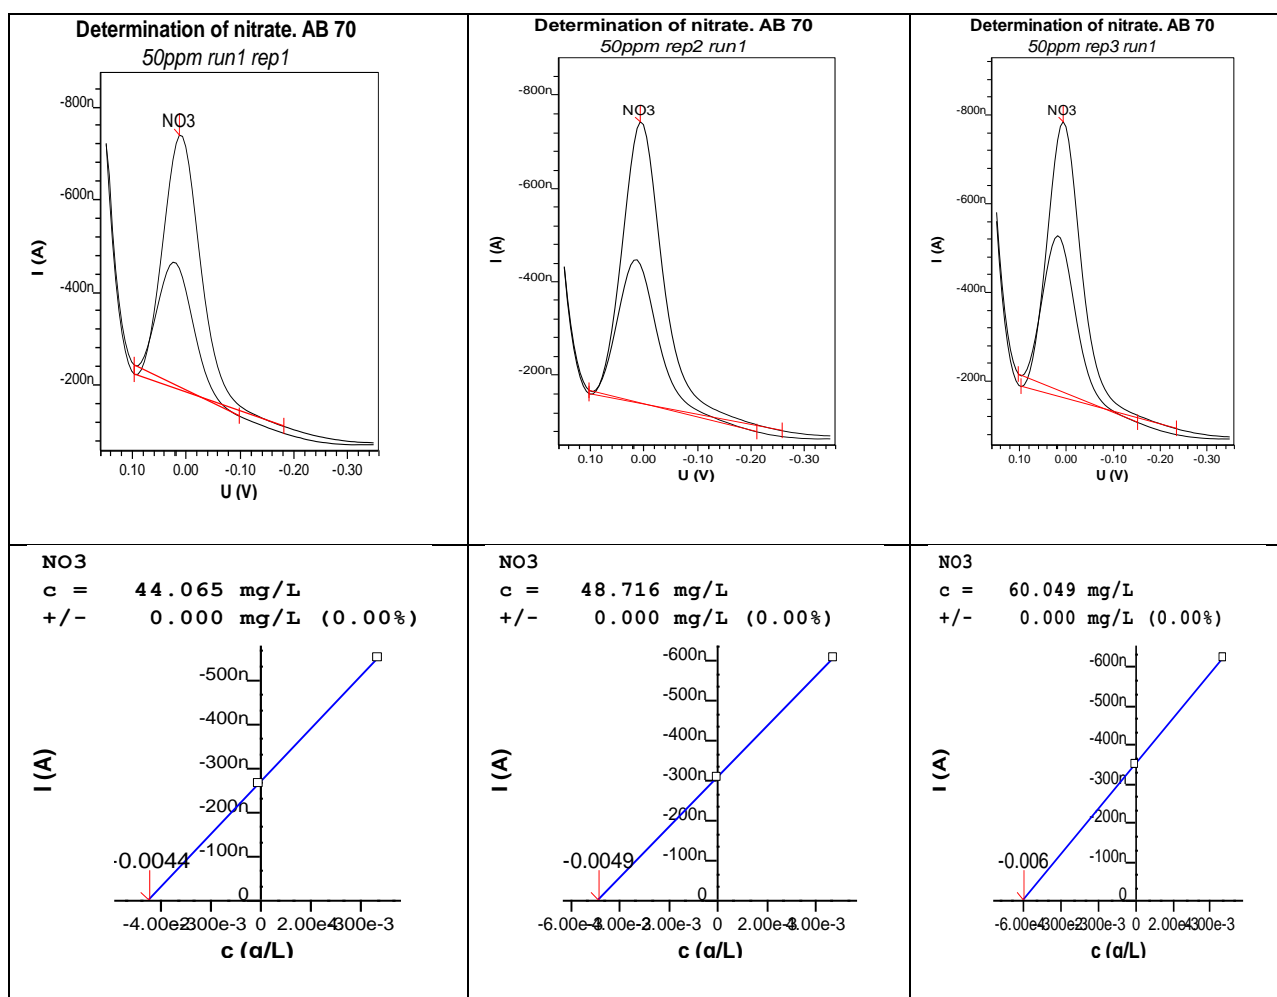 Determination of nitrate. AB 70
50ppm run1 rep1
-800n
-600n
-400n
-200n
NO3
I (A)
0.10 0.00 -0.10 -0.20 -0.30
U (V)
Determination of nitrate. AB 70
50ppm rep2 run1
-800n
-600n
-400n
-200n
NO3
I (A)
0.10 0.00 -0.10 -0.20 -0.30
U (V)
Determination of nitrate. AB 70
50ppm rep3 run1
-800n
-600n
-400n
-200n
NO3
I (A)
0.10 0.00 -0.10 -0.20 -0.30
U (V)
NO3
c = 44.065 mg/L
+/- 0.000 mg/L (0.00%)
-500n
-400n
-300n
-200n
-100n
0
-0.0044
I (A)
0
c (g/L)
NO3
c = 48.716 mg/L
+/- 0.000 mg/L (0.00%)
-600n
-500n
-400n
-300n
-200n
-100n
0
-0.0049
I (A)
0
c (g/L)
NO3
c = 60.049 mg/L
+/- 0.000 mg/L (0.00%)
-600n
-500n
-400n
-300n
-200n
-100n
0
-0.006
I (A)
0
c (g/L)